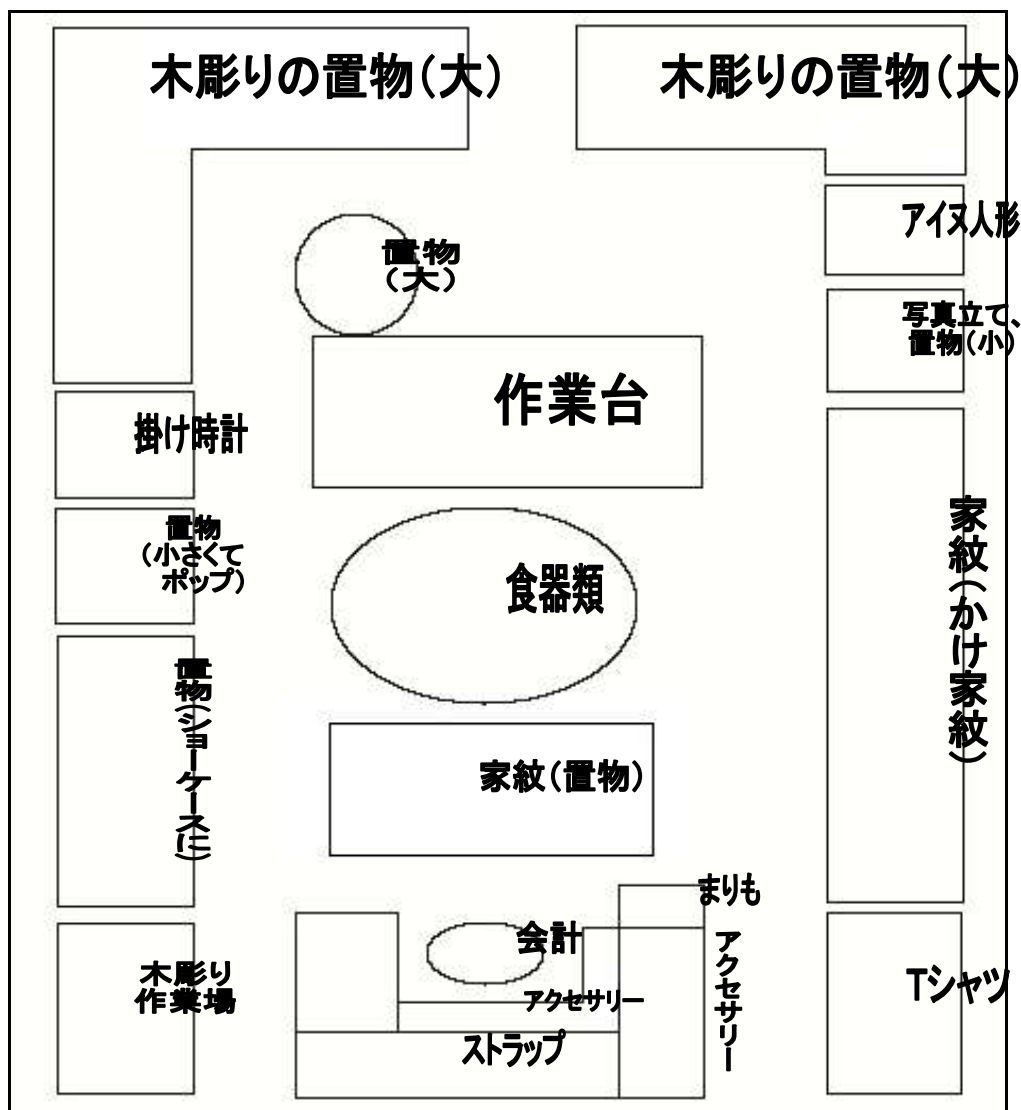 木彫りの置物(大)
木彫りの置物(大)
アイヌ人形
置物
(大)
写真立て、
置物(小)
作業台
掛け時計
置物
(小さくて
ポップ)
食器類
家紋(かけ家紋)
置物(ショーケースに)
家紋(置物)
まりも
会計
アクセサリー
木彫り
作業場
アクセサリー
Tシャツ
ストラップ